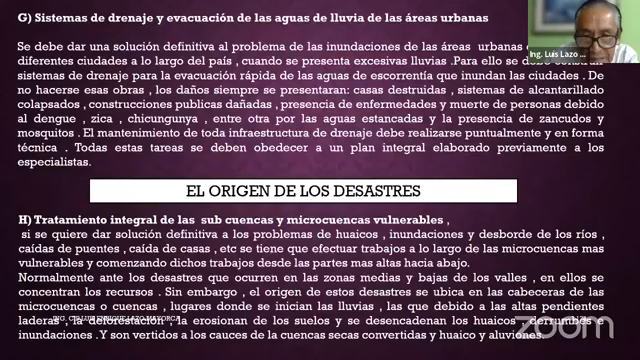 G) Sistemas de drenaje y evacuación de las aguas de lluvia de las áreas urbanas
Ing. Luis Lazo ...
Se debe dar una solución definitiva al problema de las inundaciones de las áreas urbanas
diferentes ciudades a lo largo del país , cuando se presenta excesivas lluvias .Para ello se
sistemas de drenaje para la evacuación rápida de las aguas de escorrentía que inundan las ciudades . De
no hacerse esas obras , los daños siempre se presentaran: casas destruidas , sistemas de alcantarillado
colapsados , construcciones publicas dañadas , presencia de enfermedades y muerte de personas debido
al dengue , zica , chicungunya , entre otra por las aguas estancadas y la presencia de zancudos y
mosquitos . El mantenimiento de toda infraestructura de drenaje debe realizarse puntualmente y en forma
técnica . Todas estas tareas se deben obedecer a un plan integral elaborado previamente a los
especialistas.
EL ORIGEN DE LOS DESASTRES
H) Tratamiento integral de las sub cuencas y microcuencas vulnerables ,
si se quiere dar solución definitiva a los problemas de huaicos , inundaciones y desborde de los ríos ,
caídas de puentes , caída de casas , etc se tiene que efectuar trabajos a lo largo de las microcuencas mas
vulnerables y comenzando dichos trabajos desde las partes mas altas hacia abajo.
Normalmente ante los desastres que ocurren en las zonas medias y bajas de los valles , en ellos se
concentran los recursos . Sin embargo , el origen de estos desastres se ubica en las cabeceras de las
microcuencas o cuencas , lugares donde se inician las lluvias , las que debido a las altas pendientes
laderas , la deforestación , la erosionan de los suelos y se desencadenan los huaicos , derrumbes e
inundaciones . Y son vertidos a los cauces de la cuencas secas convertidas y huaico y aluviones.
zoom